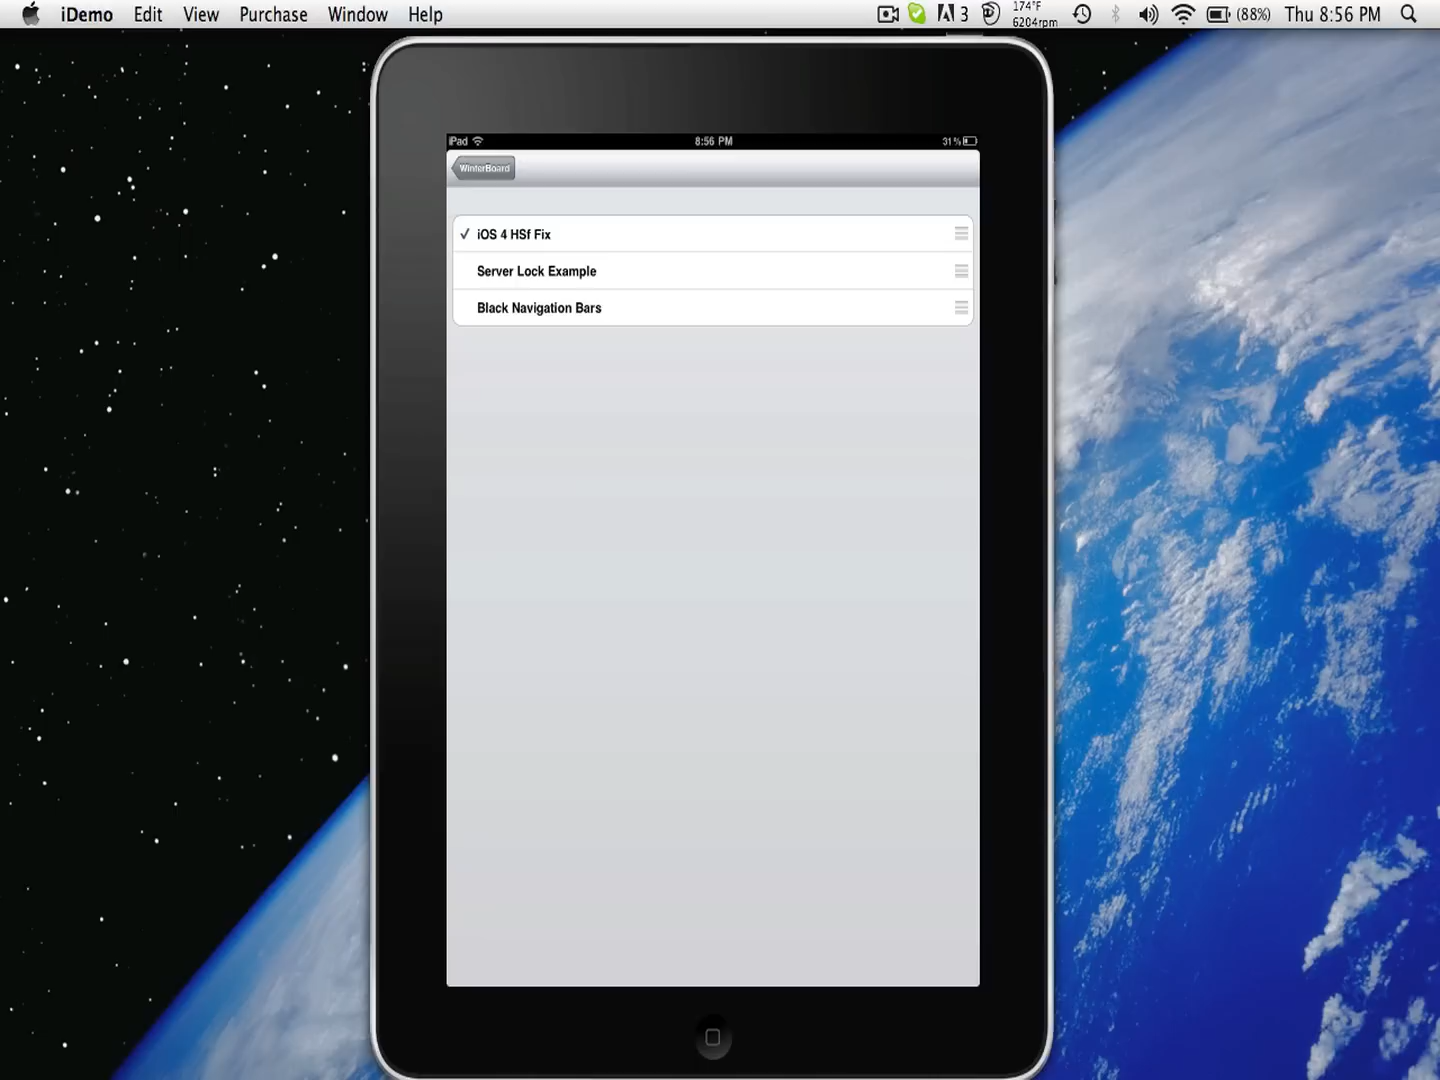 iDemo Edit View Purchase Window Help 3 174°F 6204rpm (88%) Thu 8:56 PM
iPad 8:56 PM 31%
WinterBoard
iOS 4 HSf Fix
Server Lock Example
Black Navigation Bars